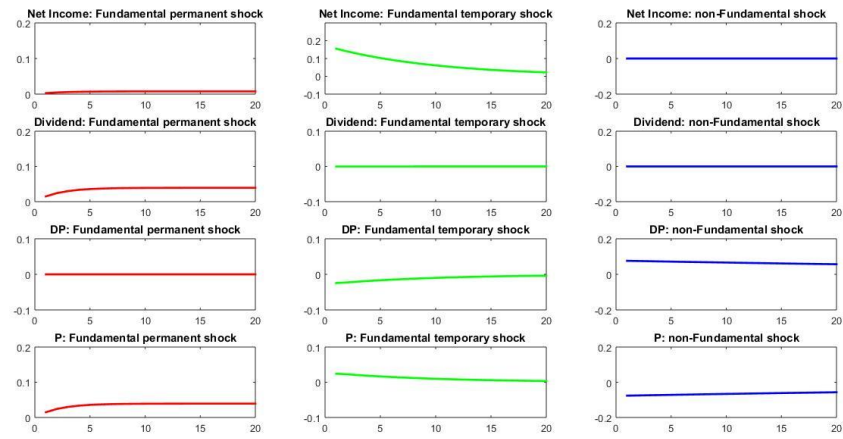 Net Income: Fundamental permanent shock
0.2
0.1
0
0 5 10 15 20
Net Income: Fundamental temporary shock
0.2
0.1
0
-0.1
0 5 10 15 20
Net Income: non-Fundamental shock
0.2
0
-0.2
0 5 10 15 20
Dividend: Fundamental permanent shock
0.2
0.1
0
0 5 10 15 20
Dividend: Fundamental temporary shock
0.1
0
-0.1
0 5 10 15 20
Dividend: non-Fundamental shock
0.2
0
-0.2
0 5 10 15 20
DP: Fundamental permanent shock
0.1
0
-0.1
0 5 10 15 20
DP: Fundamental temporary shock
0.1
0
-0.1
0 5 10 15 20
DP: non-Fundamental shock
0.2
0
-0.2
0 5 10 15 20
P: Fundamental permanent shock
0.2
0.1
0
0 5 10 15 20
P: Fundamental temporary shock
0.1
0
-0.1
0 5 10 15 20
P: non-Fundamental shock
0.2
0
-0.2
0 5 10 15 20